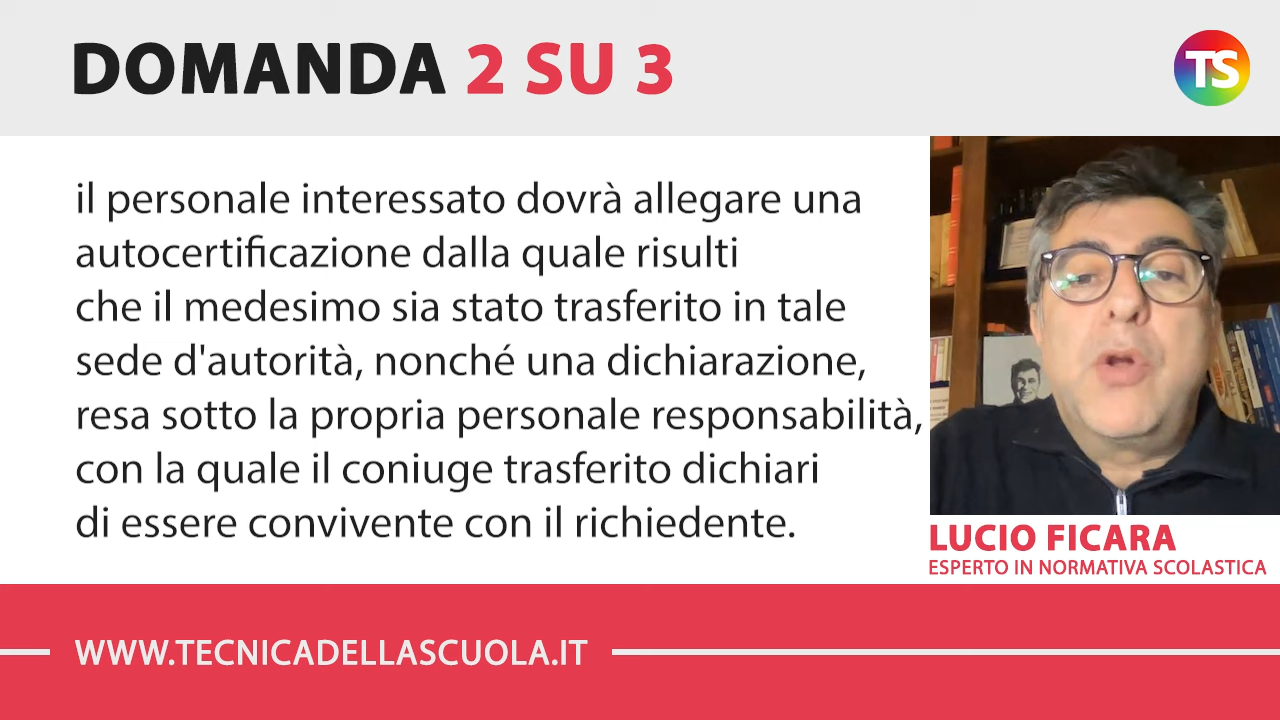 DOMANDA 2 SU 3
TS
il personale interessato dovrà allegare una
autocertificazione dalla quale risulti
che il medesimo sia stato trasferito in tale
sede d'autorità, nonché una dichiarazione,
resa sotto la propria personale responsabilità,
con la quale il coniuge trasferito dichiari
di essere convivente con il richiedente.
LUCIO FICARA
ESPERTO IN NORMATIVA SCOLASTICA
WWW.TECNICADELLASCUOLA.IT